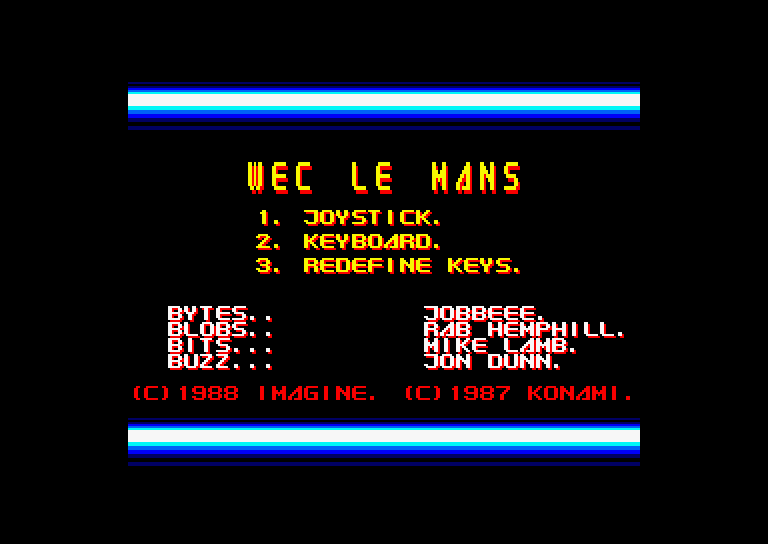 WEC LE MANS
1. JOYSTICK.
2. KEYBOARD.
3. REDEFINE KEYS.
BYTES.. JOBBEEE.
BLOBS.. RAB HEMPHILL.
BITS... MIKE LAMB.
BUZZ... JON DUNN.
(C)1988 IMAGINE. (C)1987 KONAMI.